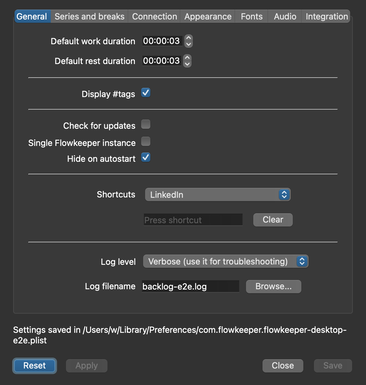 General Series and breaks Connection Appearance Fonts Audio Integration
Default work duration 00:00:03
Default rest duration 00:00:03
Display #tags
Check for updates
Single Flowkeeper instance
Hide on autostart
Shortcuts LinkedIn
Press shortcut Clear
Log level Verbose (use it for troubleshooting)
Log filename backlog-e2e.log Browse...
Settings saved in /Users/w/Library/Preferences/com.flowkeeper.flowkeeper-desktop-
e2e.plist
Reset Apply Close Save